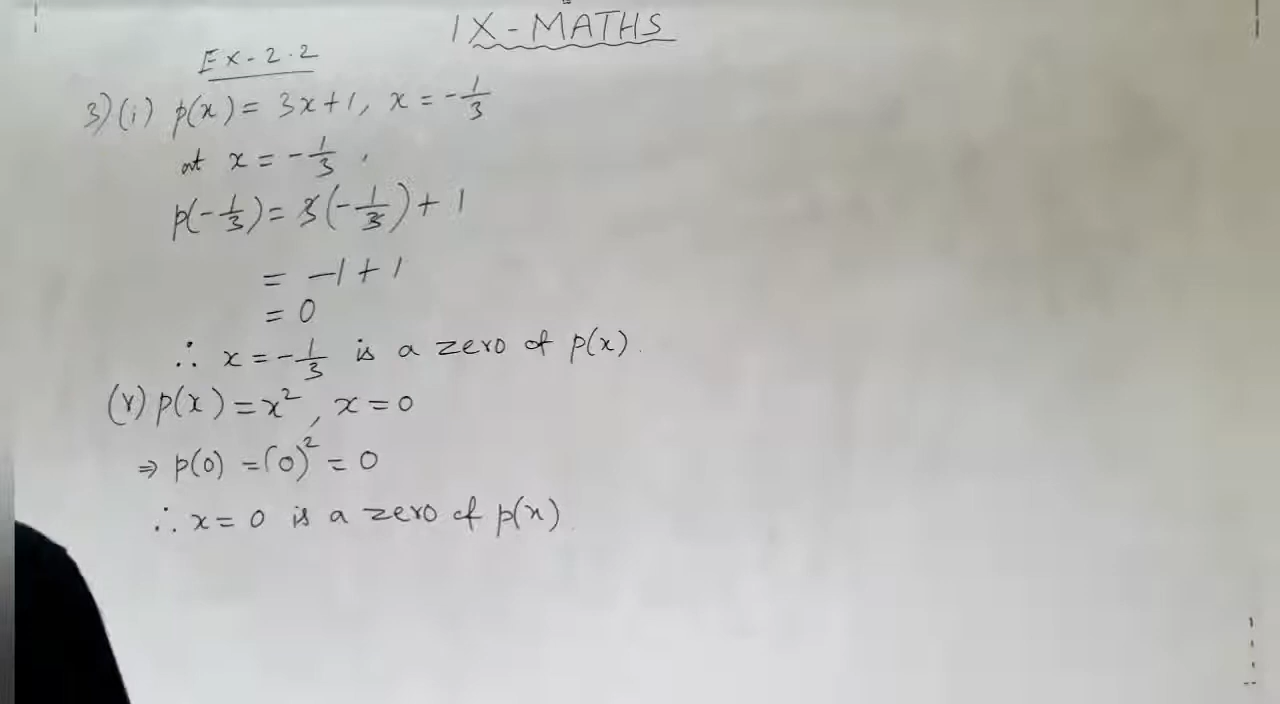 IX-MATHS
Ex-2.2
3)(i) p(x) = 3x+1, x = -1/3
at x = -1/3,
p(-1/3) = 3(-1/3) + 1
= -1 + 1
= 0
∴ x = -1/3 is a zero of p(x).
(v) p(x) = x², x = 0
⇒ p(0) = (0)² = 0
∴ x = 0 is a zero of p(x)